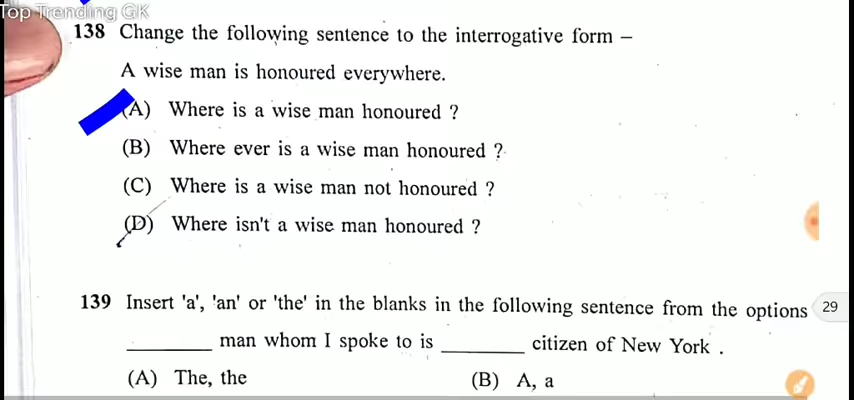 Top Trending GK
138 Change the following sentence to the interrogative form –
A wise man is honoured everywhere.
(A) Where is a wise man honoured ?
(B) Where ever is a wise man honoured ?
(C) Where is a wise man not honoured ?
(D) Where isn't a wise man honoured ?
139 Insert 'a', 'an' or 'the' in the blanks in the following sentence from the options
29
________ man whom I spoke to is ________ citizen of New York .
(A) The, the (B) A, a